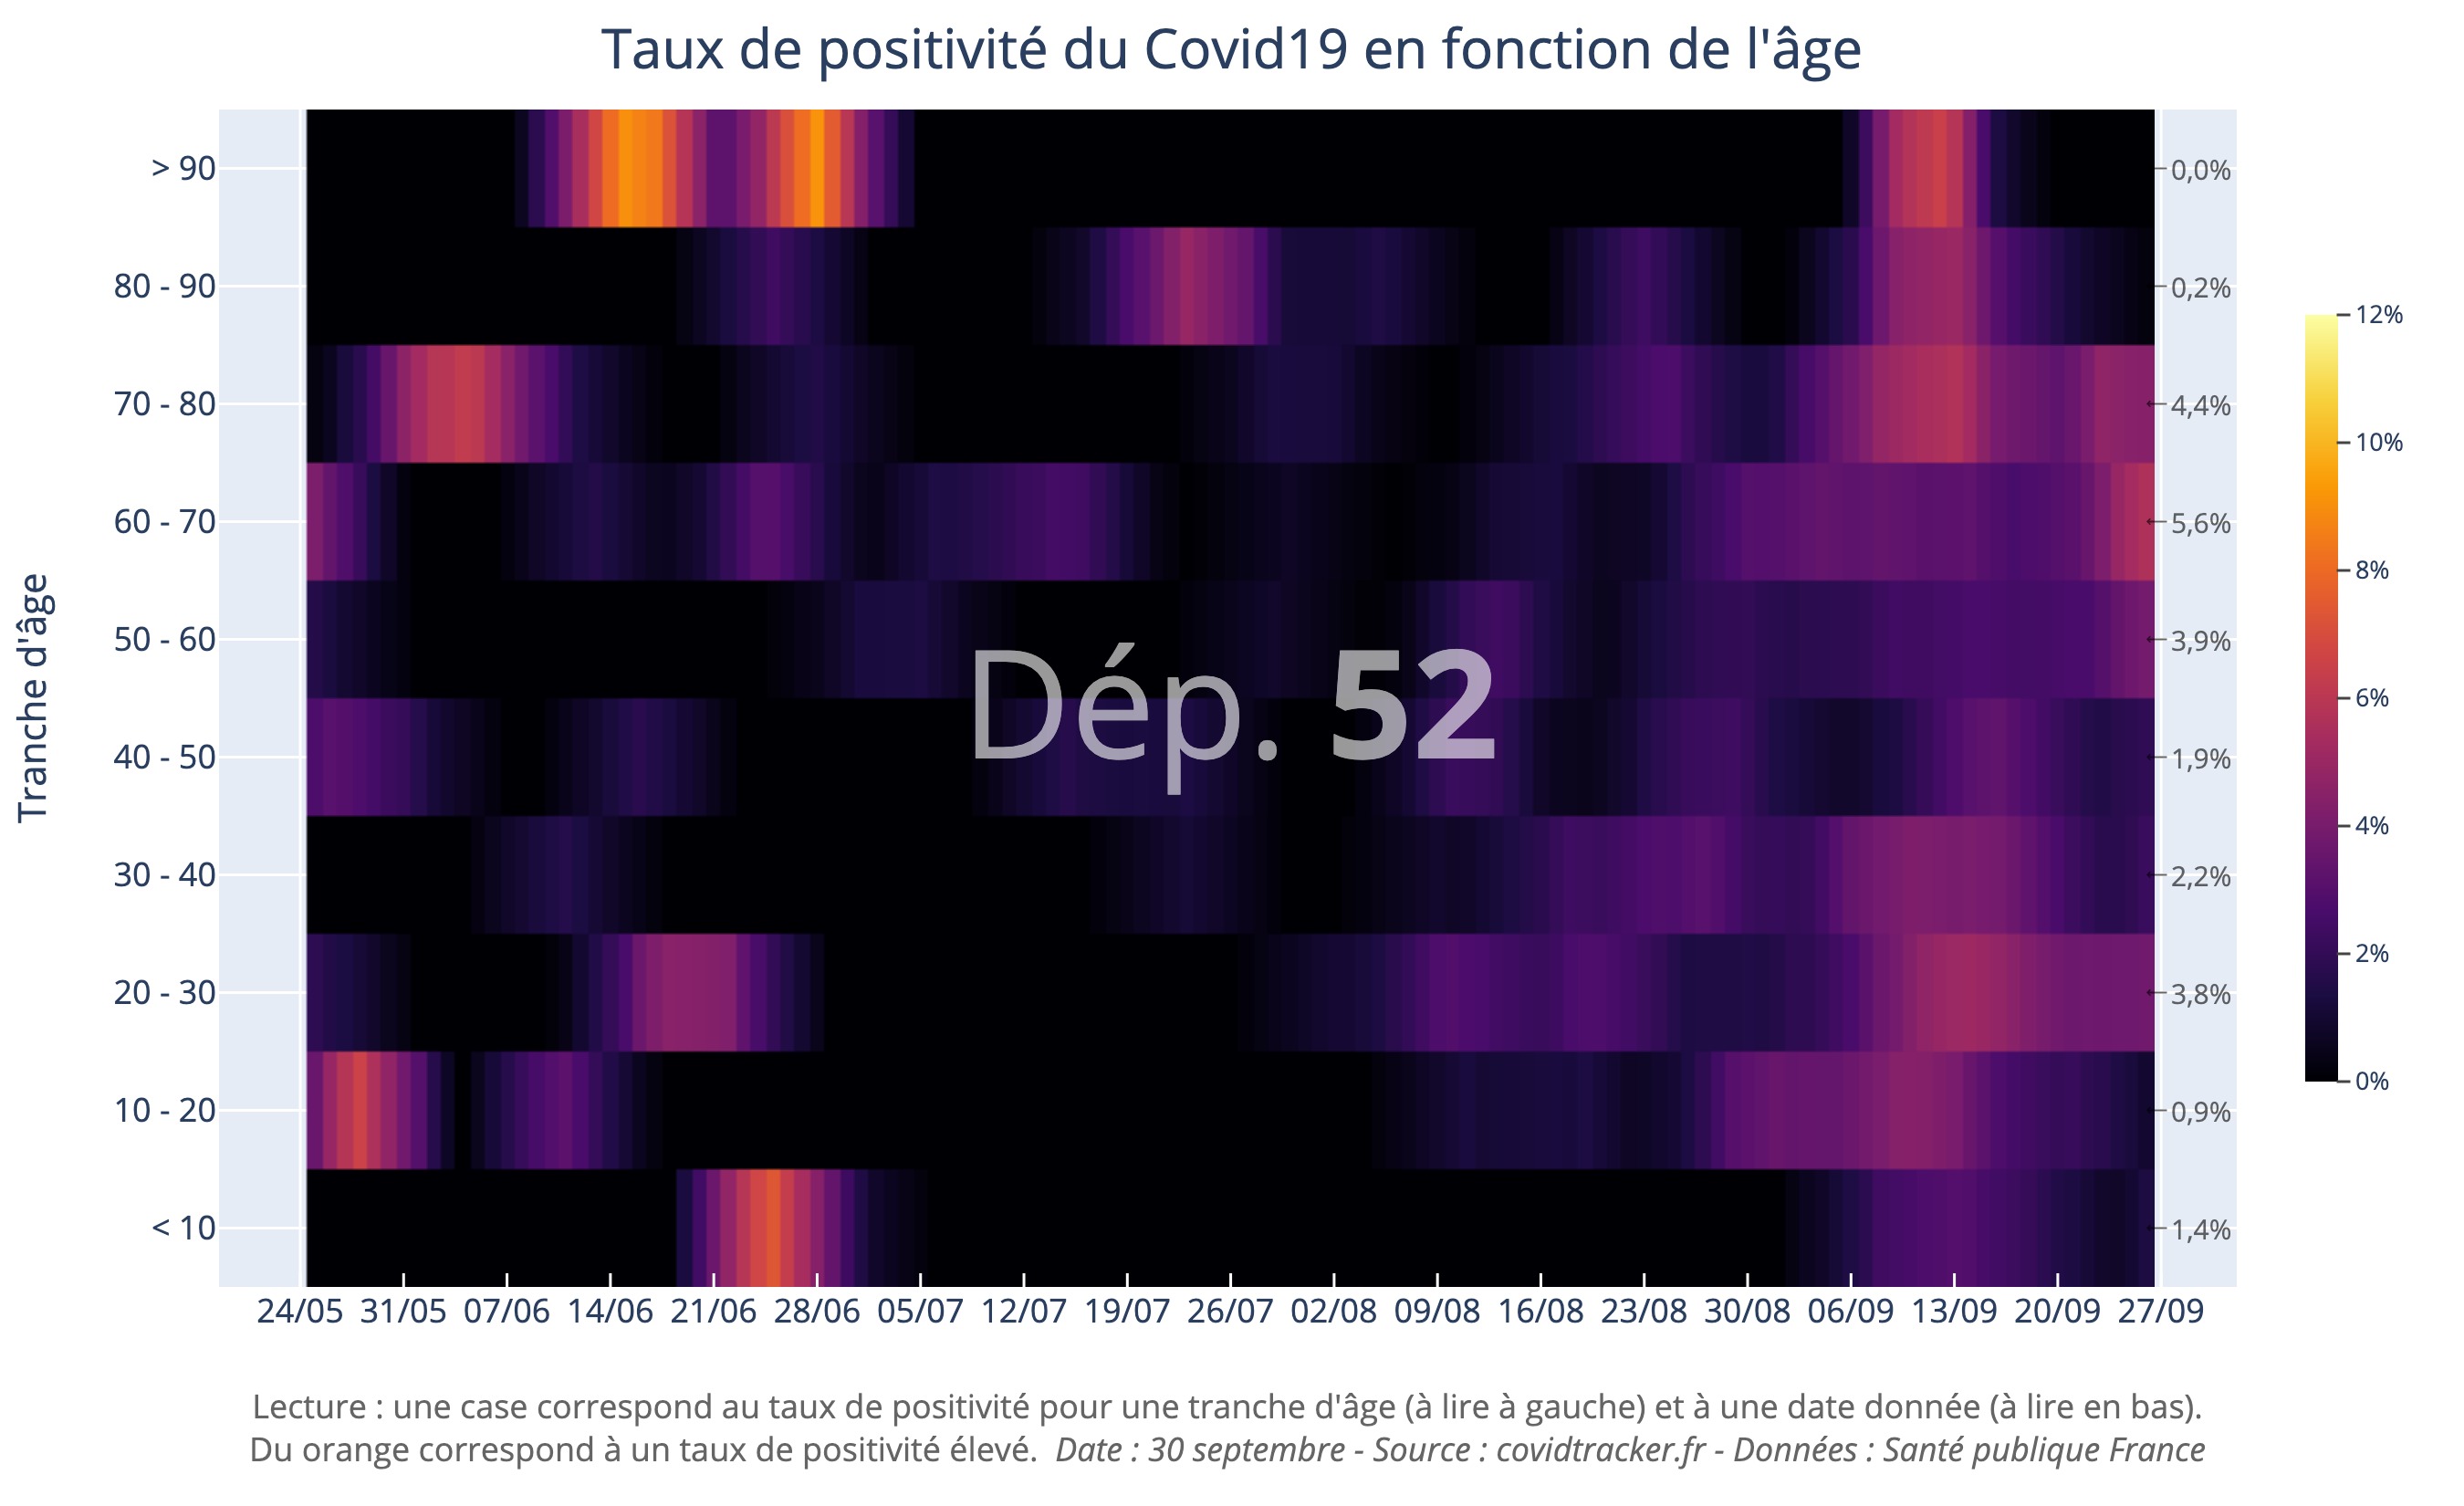 Taux de positivité du Covid19 en fonction de l'âge
Tranche d'âge
> 90
80 - 90
70 - 80
60 - 70
50 - 60
40 - 50
30 - 40
20 - 30
10 - 20
< 10
Dép. 52
0,0%
0,2%
4,4%
5,6%
3,9%
1,9%
2,2%
3,8%
0,9%
1,4%
12%
10%
8%
6%
4%
2%
0%
24/05 31/05 07/06 14/06 21/06 28/06 05/07 12/07 19/07 26/07 02/08 09/08 16/08 23/08 30/08 06/09 13/09 20/09 27/09
Lecture : une case correspond au taux de positivité pour une tranche d'âge (à lire à gauche) et à une date donnée (à lire en bas).
Du orange correspond à un taux de positivité élevé. Date : 30 septembre - Source : covidtracker.fr - Données : Santé publique France